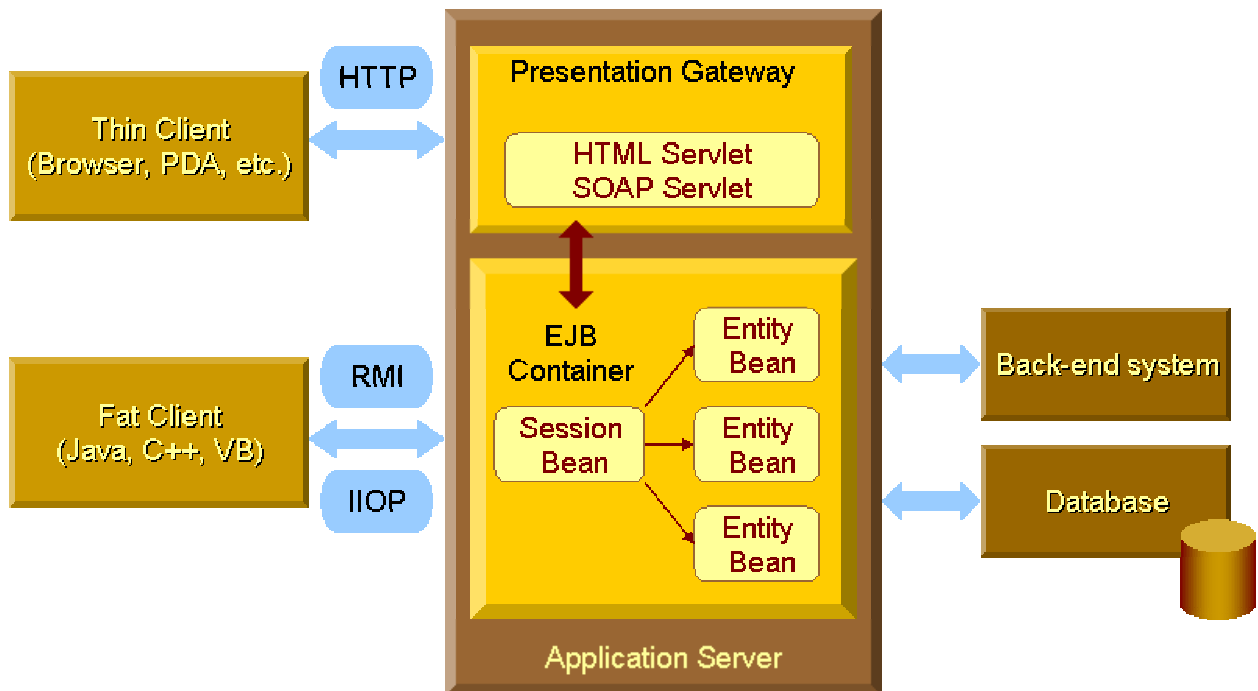 HTTP
Thin Client
(Browser, PDA, etc.)
Presentation Gateway
HTML Servlet
SOAP Servlet
RMI
Fat Client
(Java, C++, VB)
IIOP
EJB
Container
Session
Bean
Entity
Bean
Entity
Bean
Entity
Bean
Back-end system
Database
Application Server